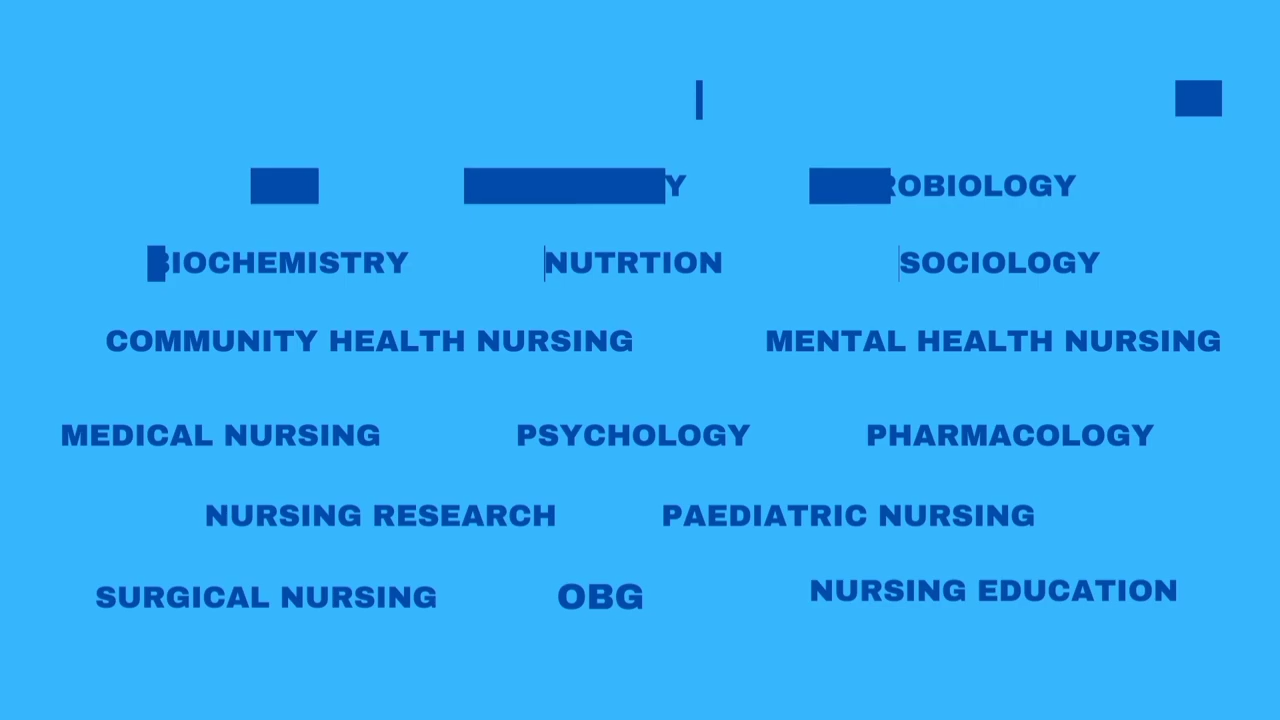 Y ROBIOLOGY
BIOCHEMISTRY NUTRTION SOCIOLOGY
COMMUNITY HEALTH NURSING MENTAL HEALTH NURSING
MEDICAL NURSING PSYCHOLOGY PHARMACOLOGY
NURSING RESEARCH PAEDIATRIC NURSING
SURGICAL NURSING OBG NURSING EDUCATION